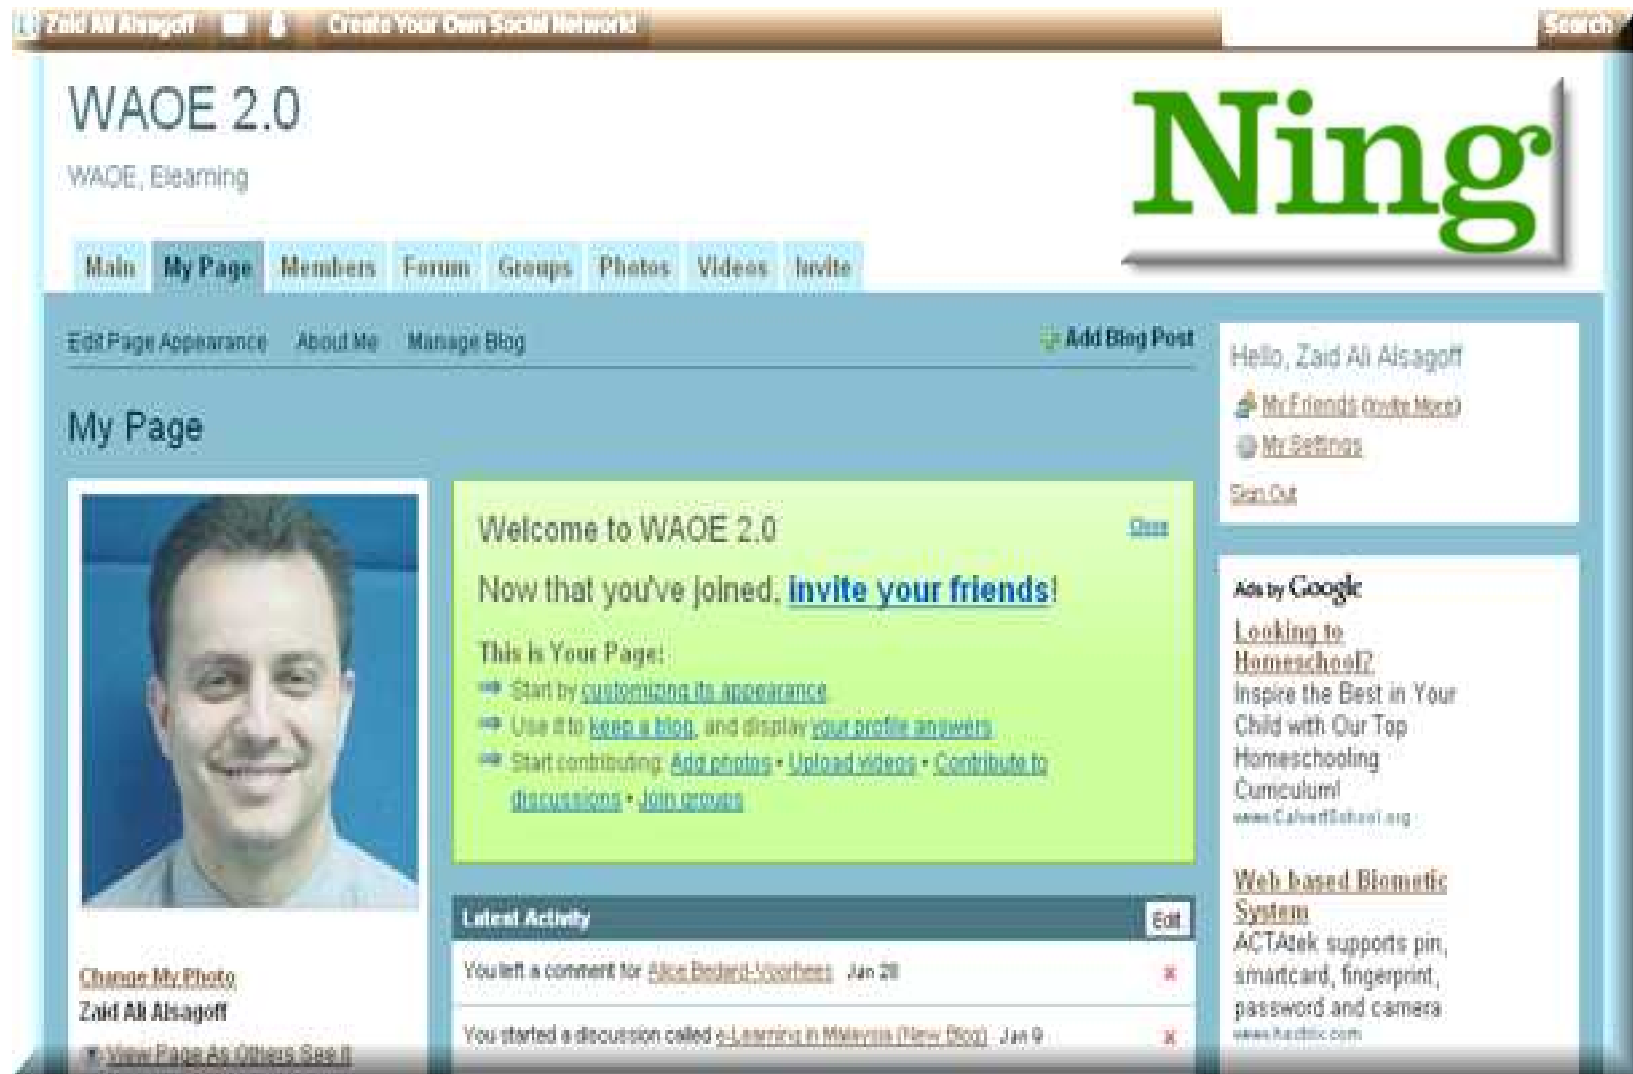 Zaid Ali Alsagoff
Create Your Own Social Network!
Search
WAOE 2.0
WAOE, Elearning
Ning
Main My Page Members Forum Groups Photos Videos Invite
Edit Page Appearance About Me Manage Blog
Add Blog Post
My Page
Welcome to WAOE 2.0
Close
Now that you've joined, invite your friends!
This is Your Page!
Start by customizing its appearance.
Use it to keep a blog, and display your profile answers
Start contributing: Add photos • Upload videos • Contribute to
discussions • Join groups
Latest Activity
Edit
You left a comment for Alice Bedard-Voorhees Jan 28
You started a discussion called e-Learning in Malaysia (New Blog) Jan 9
Change My Photo
Zaid Ali Alsagoff
View Page As Others See It
Hello, Zaid Ali Alsagoff
My Friends (Invite More)
My Settings
Sign Out
Ads by Google
Looking to
Homeschool?
Inspire the Best in Your
Child with Our Top
Homeschooling
Curriculum!
www.CalvertSchool.org
Web based Biometic
System
ACTAtek supports pin,
smartcard, fingerprint,
password and camera